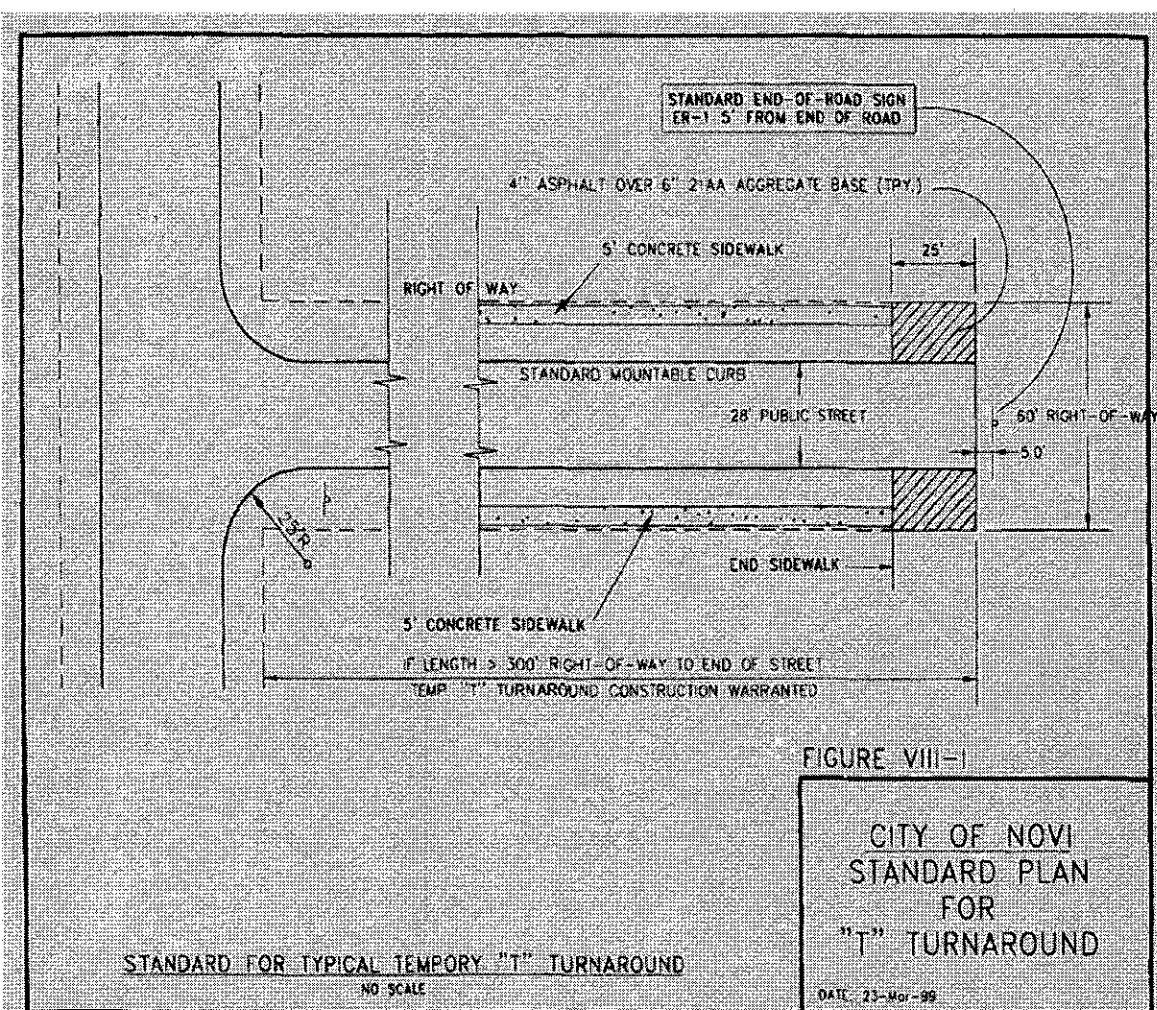 STANDARD END-OF-ROAD SIGN
ER-1 5' FROM END OF ROAD
4" ASPHALT OVER 6" 21AA AGGREGATE BASE (TPY.)
5' CONCRETE SIDEWALK
25'
RIGHT OF WAY
STANDARD MOUNTABLE CURB
28' PUBLIC STREET
60' RIGHT-OF-WAY
5.0'
25'R
END SIDEWALK
5' CONCRETE SIDEWALK
IF LENGTH > 300' RIGHT-OF-WAY TO END OF STREET
TEMP. "T" TURNAROUND CONSTRUCTION WARRANTED
FIGURE VIII-1
CITY OF NOVI
STANDARD PLAN
FOR
"T" TURNAROUND
DATE: 23-Mar-99
STANDARD FOR TYPICAL TEMPORY "T" TURNAROUND
NO SCALE